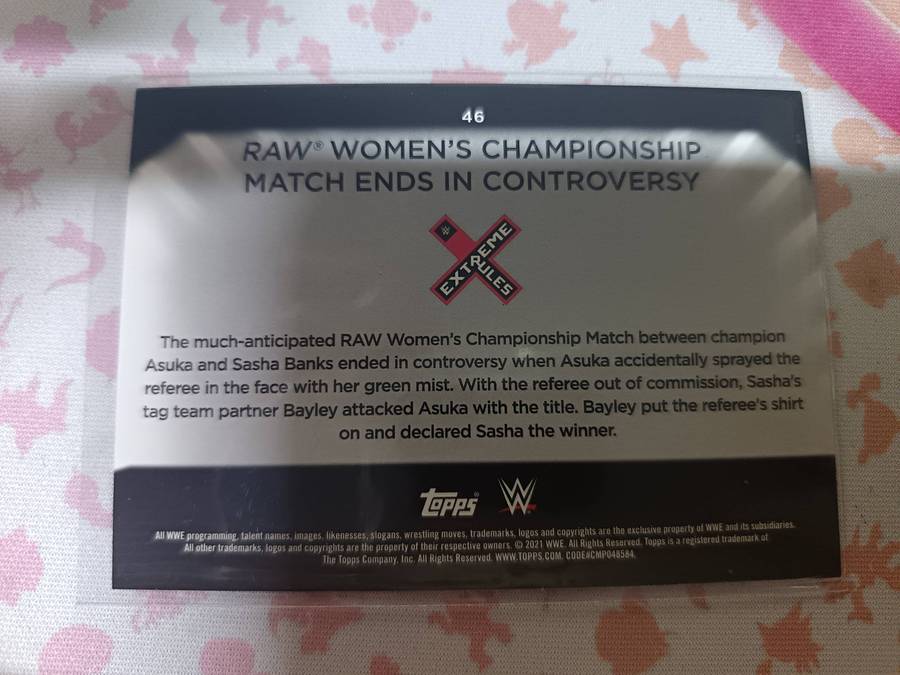 46
RAW® WOMEN'S CHAMPIONSHIP
MATCH ENDS IN CONTROVERSY
EXTREME
RULES
The much-anticipated RAW Women's Championship Match between champion
Asuka and Sasha Banks ended in controversy when Asuka accidentally sprayed the
referee in the face with her green mist. With the referee out of commission, Sasha's
tag team partner Bayley attacked Asuka with the title. Bayley put the referee's shirt
on and declared Sasha the winner.
Topps® W
All WWE programming, talent names, images, likenesses, slogans, wrestling moves, trademarks, logos and copyrights are the exclusive property of WWE and its subsidiaries.
All other trademarks, logos and copyrights are the property of their respective owners. © 2021 WWE. All Rights Reserved. Topps is a registered trademark of
The Topps Company, Inc. All Rights Reserved. WWW.TOPPS.COM. CODE#CMP048584.